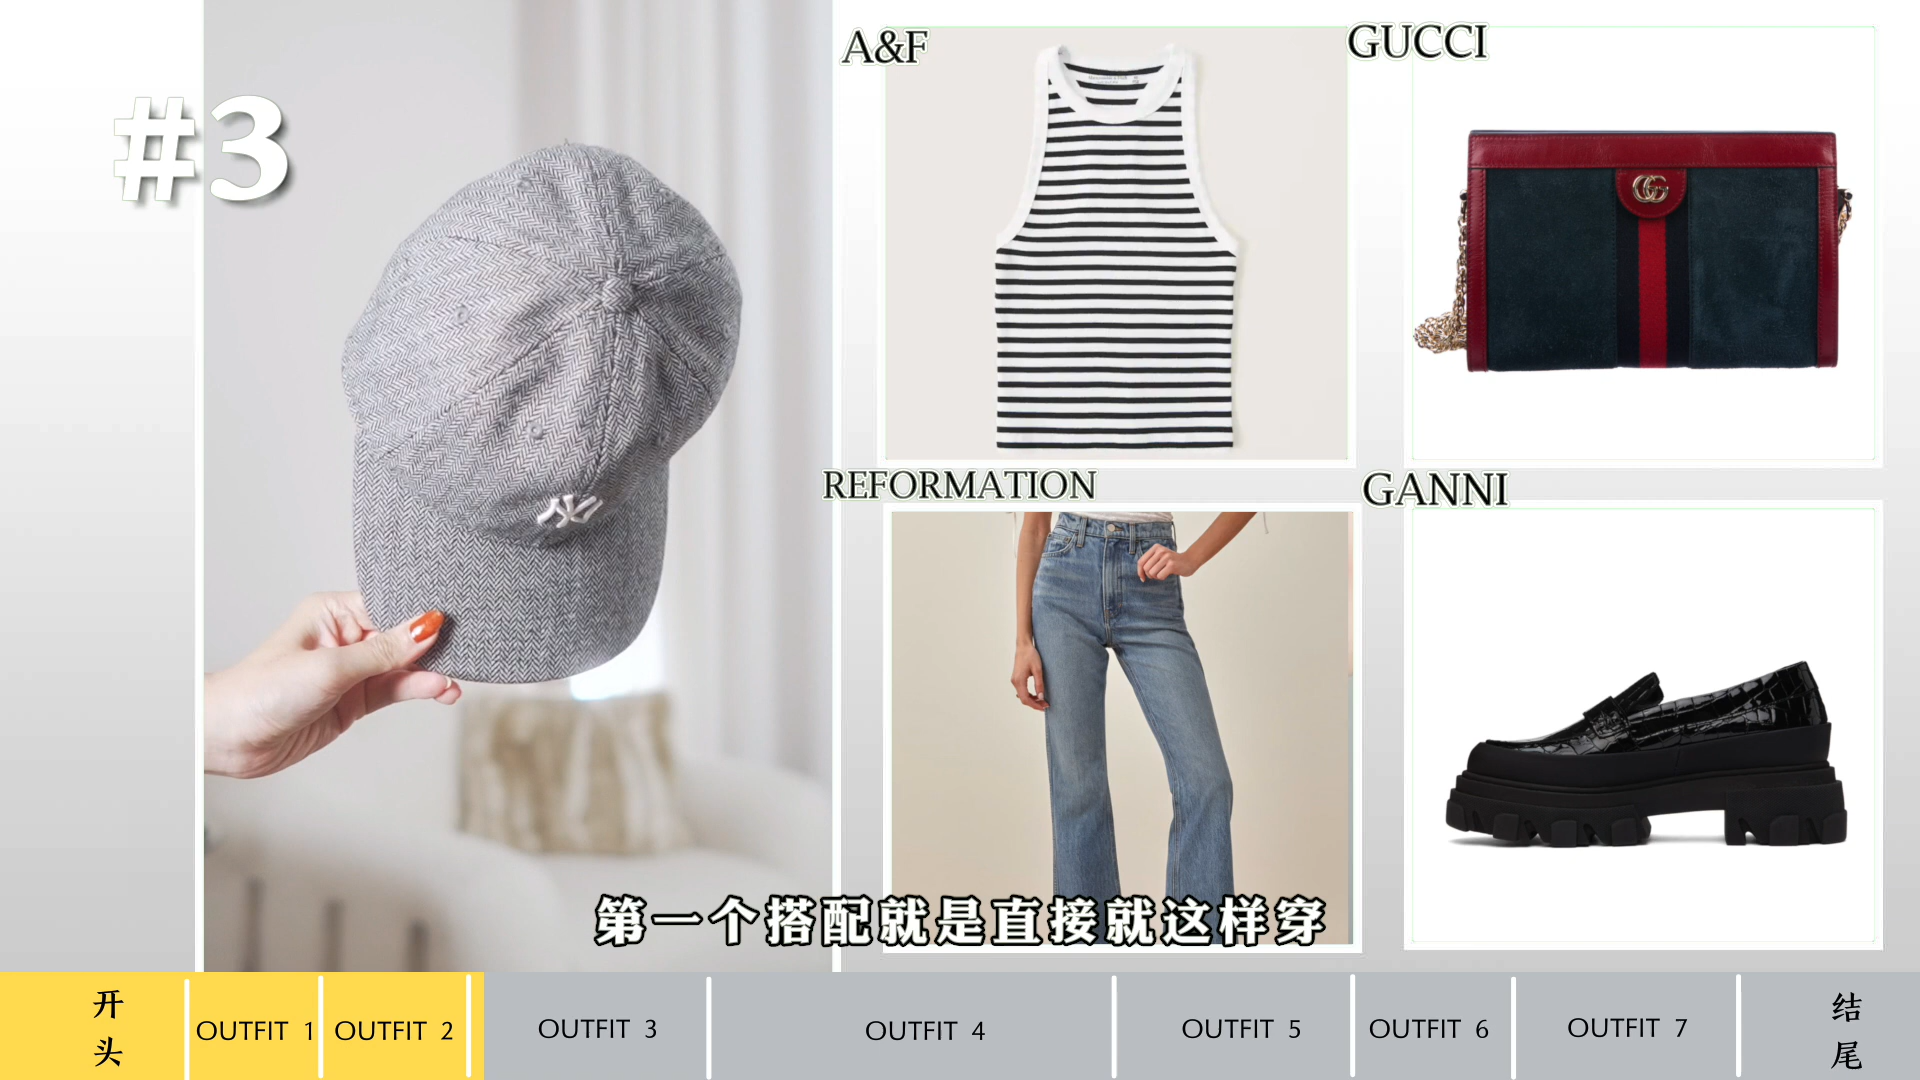 #3
A&F
GUCCI
REFORMATION
GANNI
第一个搭配就是直接就这样穿
开头
OUTFIT 1
OUTFIT 2
OUTFIT 3
OUTFIT 4
OUTFIT 5
OUTFIT 6
OUTFIT 7
结尾